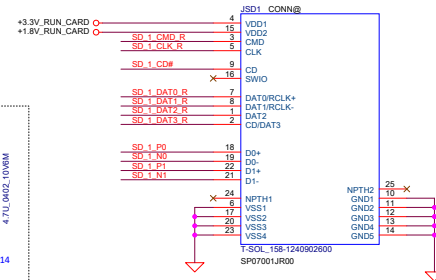 JSD1 CONN@
+3.3V_RUN_CARD 4 VDD1
+1.8V_RUN_CARD 15 VDD2
SD_1_CMD_R 3 CMD
SD_1_CLK_R 5 CLK
SD_1_CD# 9 CD
16 SWIO
SD_1_DAT0_R 7 DAT0/RCLK+
SD_1_DAT1_R 8 DAT1/RCLK-
SD_1_DAT2_R 1 DAT2
SD_1_DAT3_R 2 CD/DAT3
SD_1_P0 18 D0+
SD_1_N0 19 D0-
SD_1_P1 22 D1+
SD_1_N1 21 D1-
NPTH2 25
24 NPTH1 GND1 10
6 VSS1 GND2 11
17 VSS2 GND3 12
20 VSS3 GND4 13
23 VSS4 GND5 14
T-SOL_158-1240902600
SP07001JR00
4.7U_0402_10V6M
14